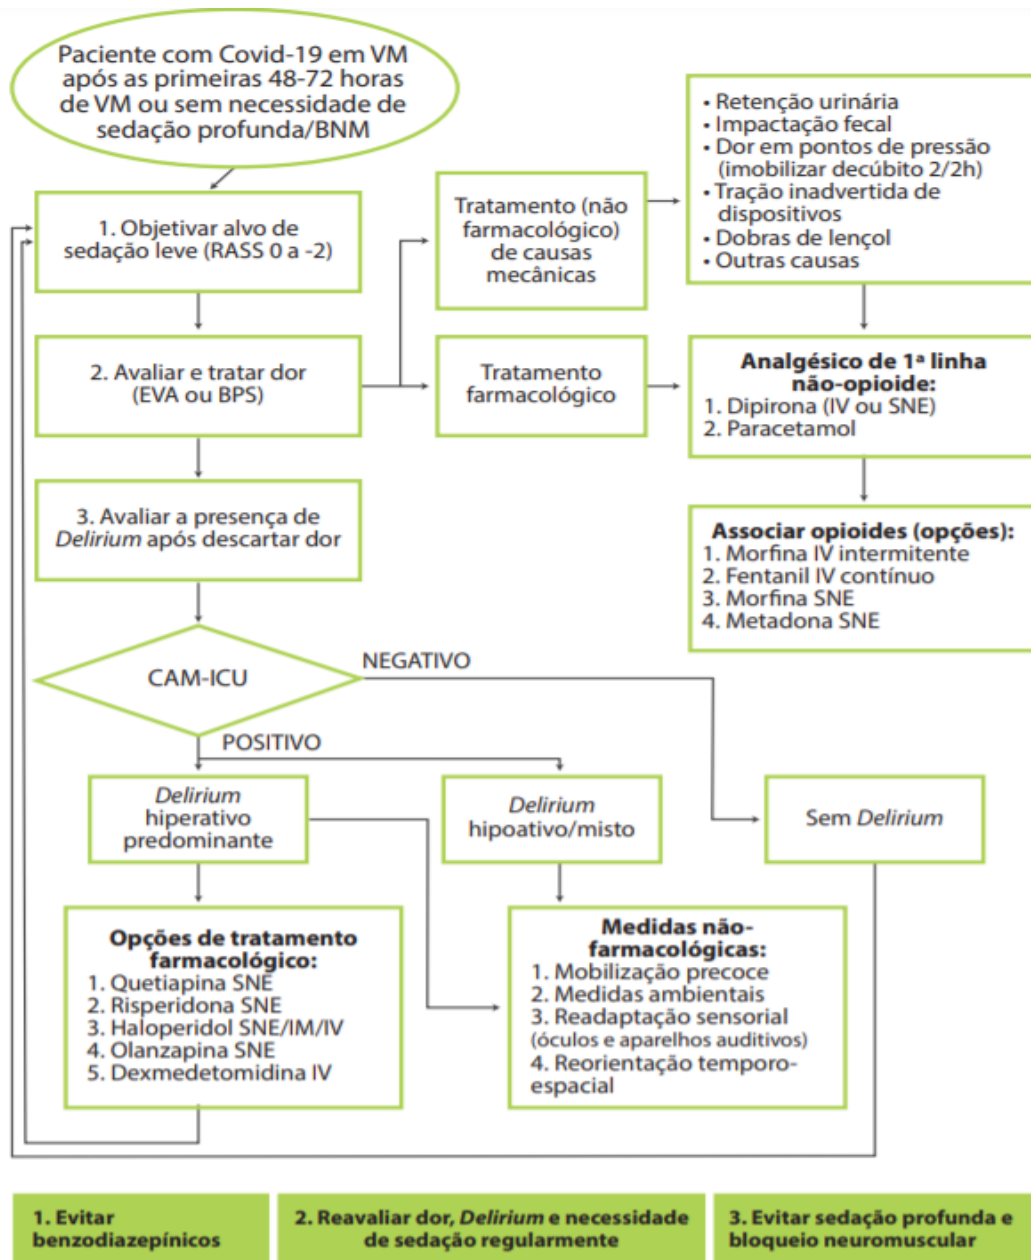 Paciente com Covid-19 em VM
após as primeiras 48-72 horas
de VM ou sem necessidade de
sedação profunda/BNM
1. Objetivar alvo de
sedação leve (RASS 0 a -2)
2. Avaliar e tratar dor
(EVA ou BPS)
Tratamento (não
farmacológico)
de causas
mecânicas
• Retenção urinária
• Impactação fecal
• Dor em pontos de pressão
(imobilizar decúbito 2/2h)
• Tração inadvertida de
dispositivos
• Dobras de lençol
• Outras causas
Tratamento
farmacológico
Analgésico de 1ª linha
não-opioide:
1. Dipirona (IV ou SNE)
2. Paracetamol
Associar opioides (opções):
1. Morfina IV intermitente
2. Fentanil IV contínuo
3. Morfina SNE
4. Metadona SNE
3. Avaliar a presença de
Delirium após descartar dor
CAM-ICU
NEGATIVO
POSITIVO
Delirium
hiperativo
predominante
Delirium
hipoativo/misto
Sem Delirium
Opções de tratamento
farmacológico:
1. Quetiapina SNE
2. Risperidona SNE
3. Haloperidol SNE/IM/IV
4. Olanzapina SNE
5. Dexmedetomidina IV
Medidas não-
farmacológicas:
1. Mobilização precoce
2. Medidas ambientais
3. Readaptação sensorial
(óculos e aparelhos auditivos)
4. Reorientação temporo-
espacial
1. Evitar
benzodiazepínicos
2. Reavaliar dor, Delirium e necessidade
de sedação regularmente
3. Evitar sedação profunda e
bloqueio neuromuscular